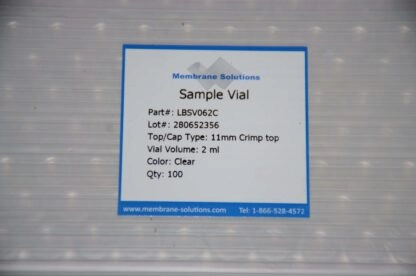 Membrane Solutions
Sample Vial
Part#: LBSV062C
Lot#: 280652356
Top/Cap Type: 11mm Crimp top
Vial Volume: 2 ml
Color: Clear
Qty: 100
www.membrane-solutions.com Tel: 1-866-528-4572